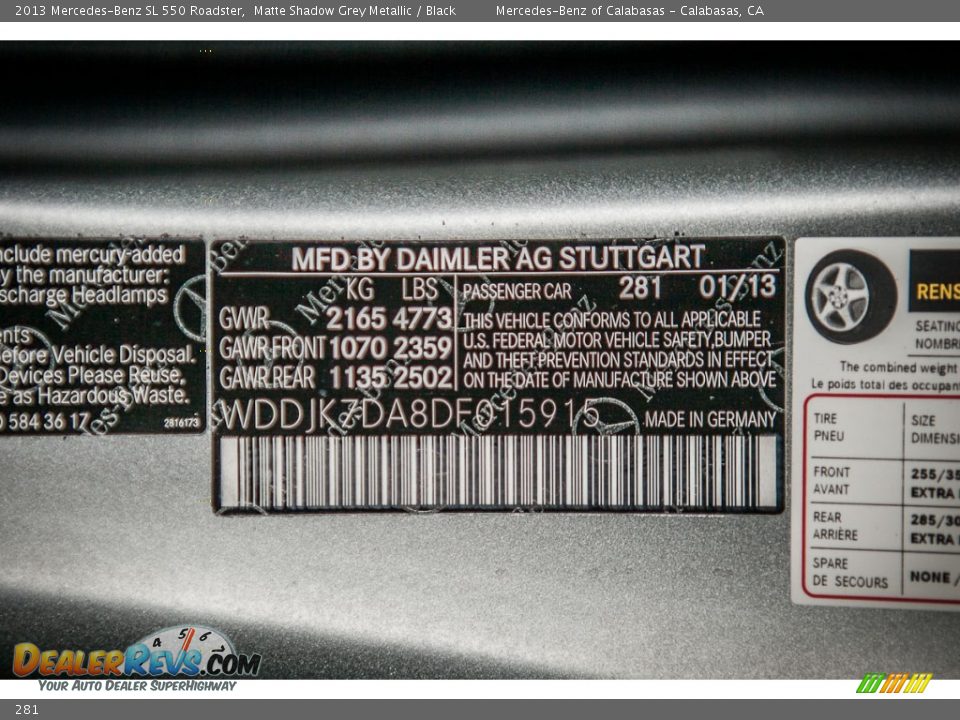 2013 Mercedes-Benz SL 550 Roadster, Matte Shadow Grey Metallic / Black Mercedes-Benz of Calabasas - Calabasas, CA
nclude mercury-added
y the manufacturer:
scharge Headlamps
ents
efore Vehicle Disposal.
Devices Please Reuse,
e as Hazardous Waste.
0 584 36 17
2816173
MFD BY DAIMLER AG STUTTGART
KG LBS
GVWR 2165 4773
GAWR FRONT 1070 2359
GAWR REAR 1135 2502
PASSENGER CAR 281 01/13
THIS VEHICLE CONFORMS TO ALL APPLICABLE
U.S. FEDERAL MOTOR VEHICLE SAFETY, BUMPER
AND THEFT PREVENTION STANDARDS IN EFFECT
ON THE DATE OF MANUFACTURE SHOWN ABOVE
WDDJK7DA8DF015915
MADE IN GERMANY
RENS
SEATING
NOMBR
The combined weight
Le poids total des occupant
TIRE SIZE
PNEU DIMENSI
FRONT 255/35
AVANT EXTRA
REAR 285/30
ARRIÈRE EXTRA
SPARE
DE SECOURS NONE /
4 5 6
DEALERREVS.COM
YOUR AUTO DEALER SUPERHIGHWAY
281